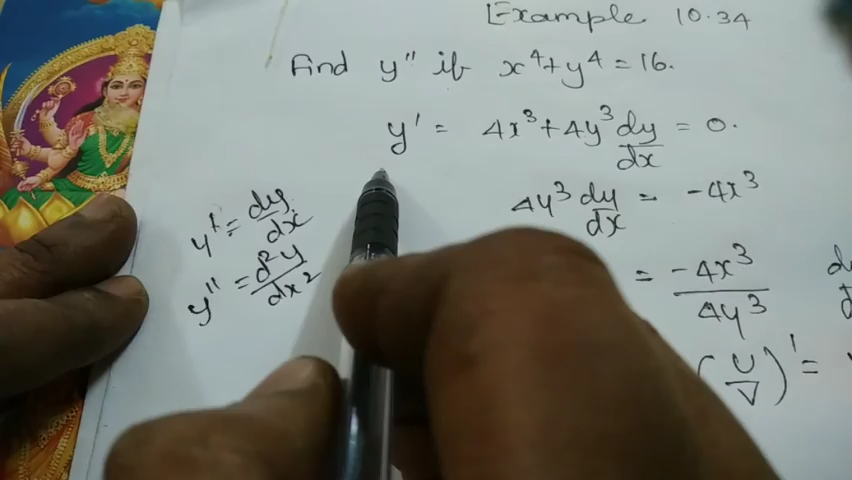 Example 10.34
Find y'' if x⁴+y⁴=16.
y' = 4x³+4y³ dy/dx = 0.
4y³ dy/dx = -4x³
y' = dy/dx
= -4x³/4y³
y'' = d²y/dx²
(U/V)' =